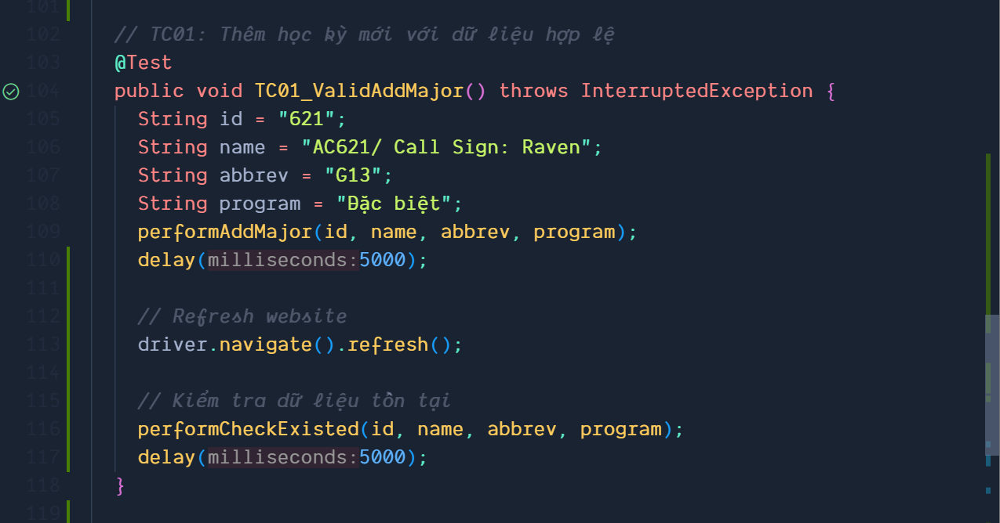 101
102 // TC01: Thêm học kỳ mới với dữ liệu hợp lệ
103 @Test
104 public void TC01_ValidAddMajor() throws InterruptedException {
105 String id = "621";
106 String name = "AC621/ Call Sign: Raven";
107 String abbrev = "G13";
108 String program = "Đặc biệt";
109 performAddMajor(id, name, abbrev, program);
110 delay(milliseconds:5000);
111
112 // Refresh website
113 driver.navigate().refresh();
114
115 // Kiểm tra dữ liệu tồn tại
116 performCheckExisted(id, name, abbrev, program);
117 delay(milliseconds:5000);
118 }
119